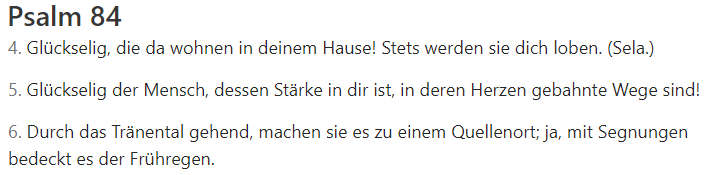 Psalm 84
4. Glückselig, die da wohnen in deinem Hause! Stets werden sie dich loben. (Sela.)
5. Glückselig der Mensch, dessen Stärke in dir ist, in deren Herzen gebahnte Wege sind!
6. Durch das Tränental gehend, machen sie es zu einem Quellenort; ja, mit Segnungen
bedeckt es der Frühregen.